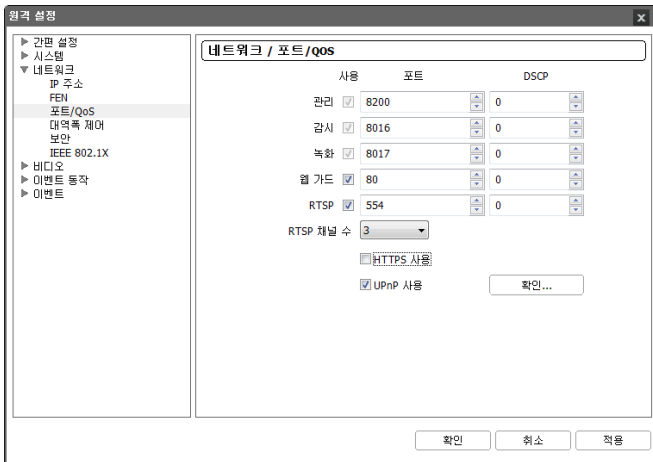 원격 설정
간편 설정
시스템
네트워크
IP 주소
FEN
포트/QoS
대역폭 제어
보안
IEEE 802.1X
비디오
이벤트 동작
이벤트
네트워크 / 포트/QoS
사용 포트 DSCP
관리 8200 0
감시 8016 0
녹화 8017 0
웹 가드 80 0
RTSP 554 0
RTSP 채널 수 3
HTTPS 사용
UPnP 사용 확인...
확인 취소 적용